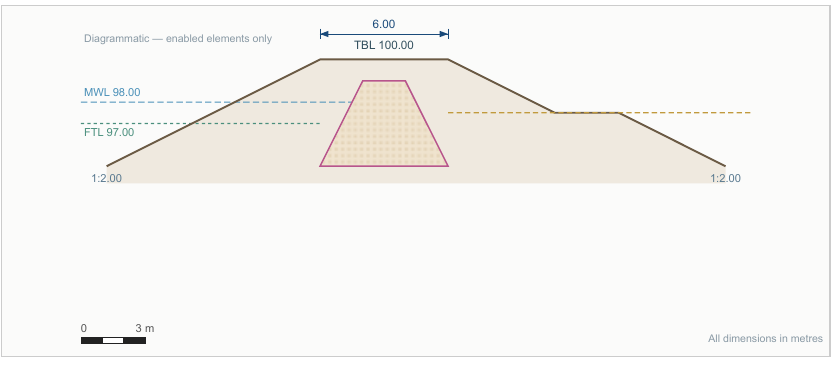 6.00
Diagrammatic — enabled elements only
TBL 100.00
MWL 98.00
FTL 97.00
1:2.00
1:2.00
0
3 m
All dimensions in metres